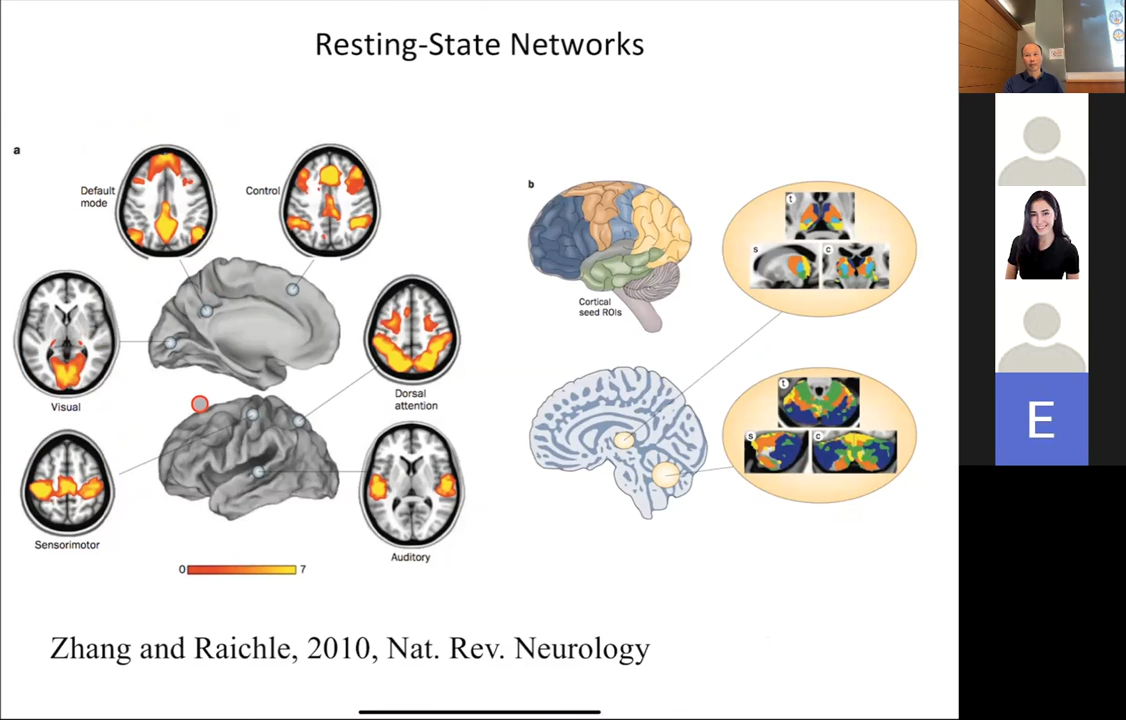 Resting-State Networks
a
Default
mode
Control
Visual
Dorsal
attention
Sensorimotor
Auditory
0
7
b
Cortical
seed ROIs
t
s
c
t
s
c
Zhang and Raichle, 2010, Nat. Rev. Neurology
E